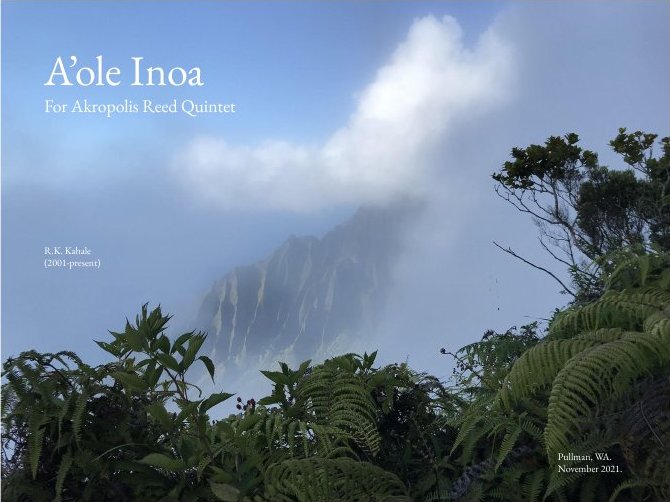 A’ole Inoa
For Akropolis Reed Quintet
R.K. Kahale
(2001-present)
Pullman, WA.
November 2021.